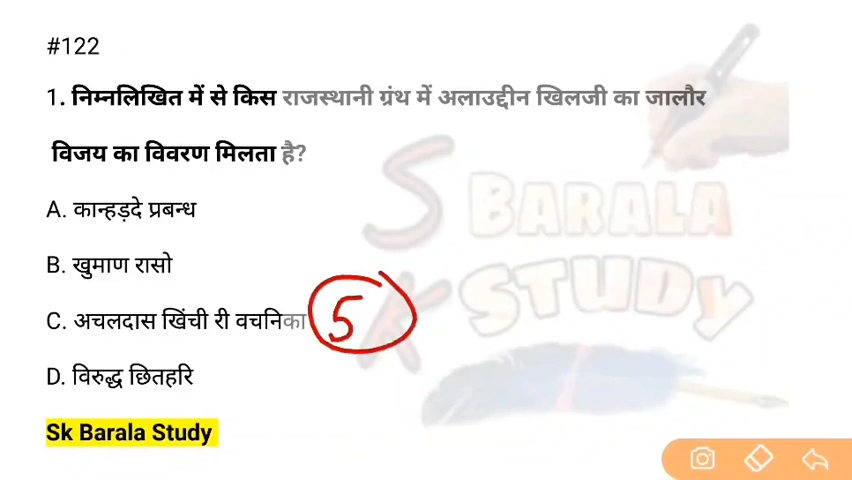 #122
1. निम्नलिखित में से किस राजस्थानी ग्रंथ में अलाउद्दीन खिलजी का जालौर
विजय का विवरण मिलता है?
A. कान्हड़दे प्रबन्ध
B. खुमाण रासो
C. अचलदास खिंची री वचनिका
5
D. विरुद्ध छितहरि
Sk Barala Study
S K BARALA STUDY